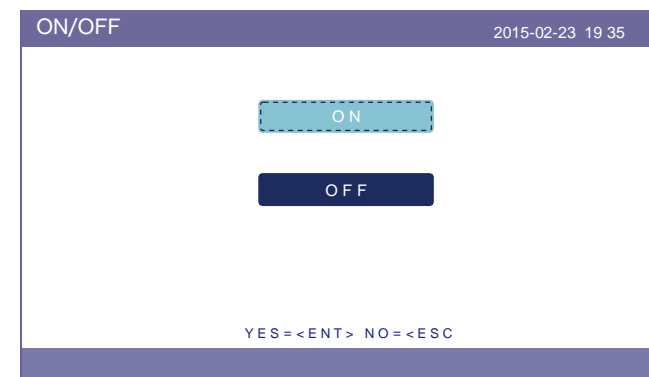 ON/OFF
2015-02-23 19 35
ON
OFF
YES=<ENT> NO=<ESC